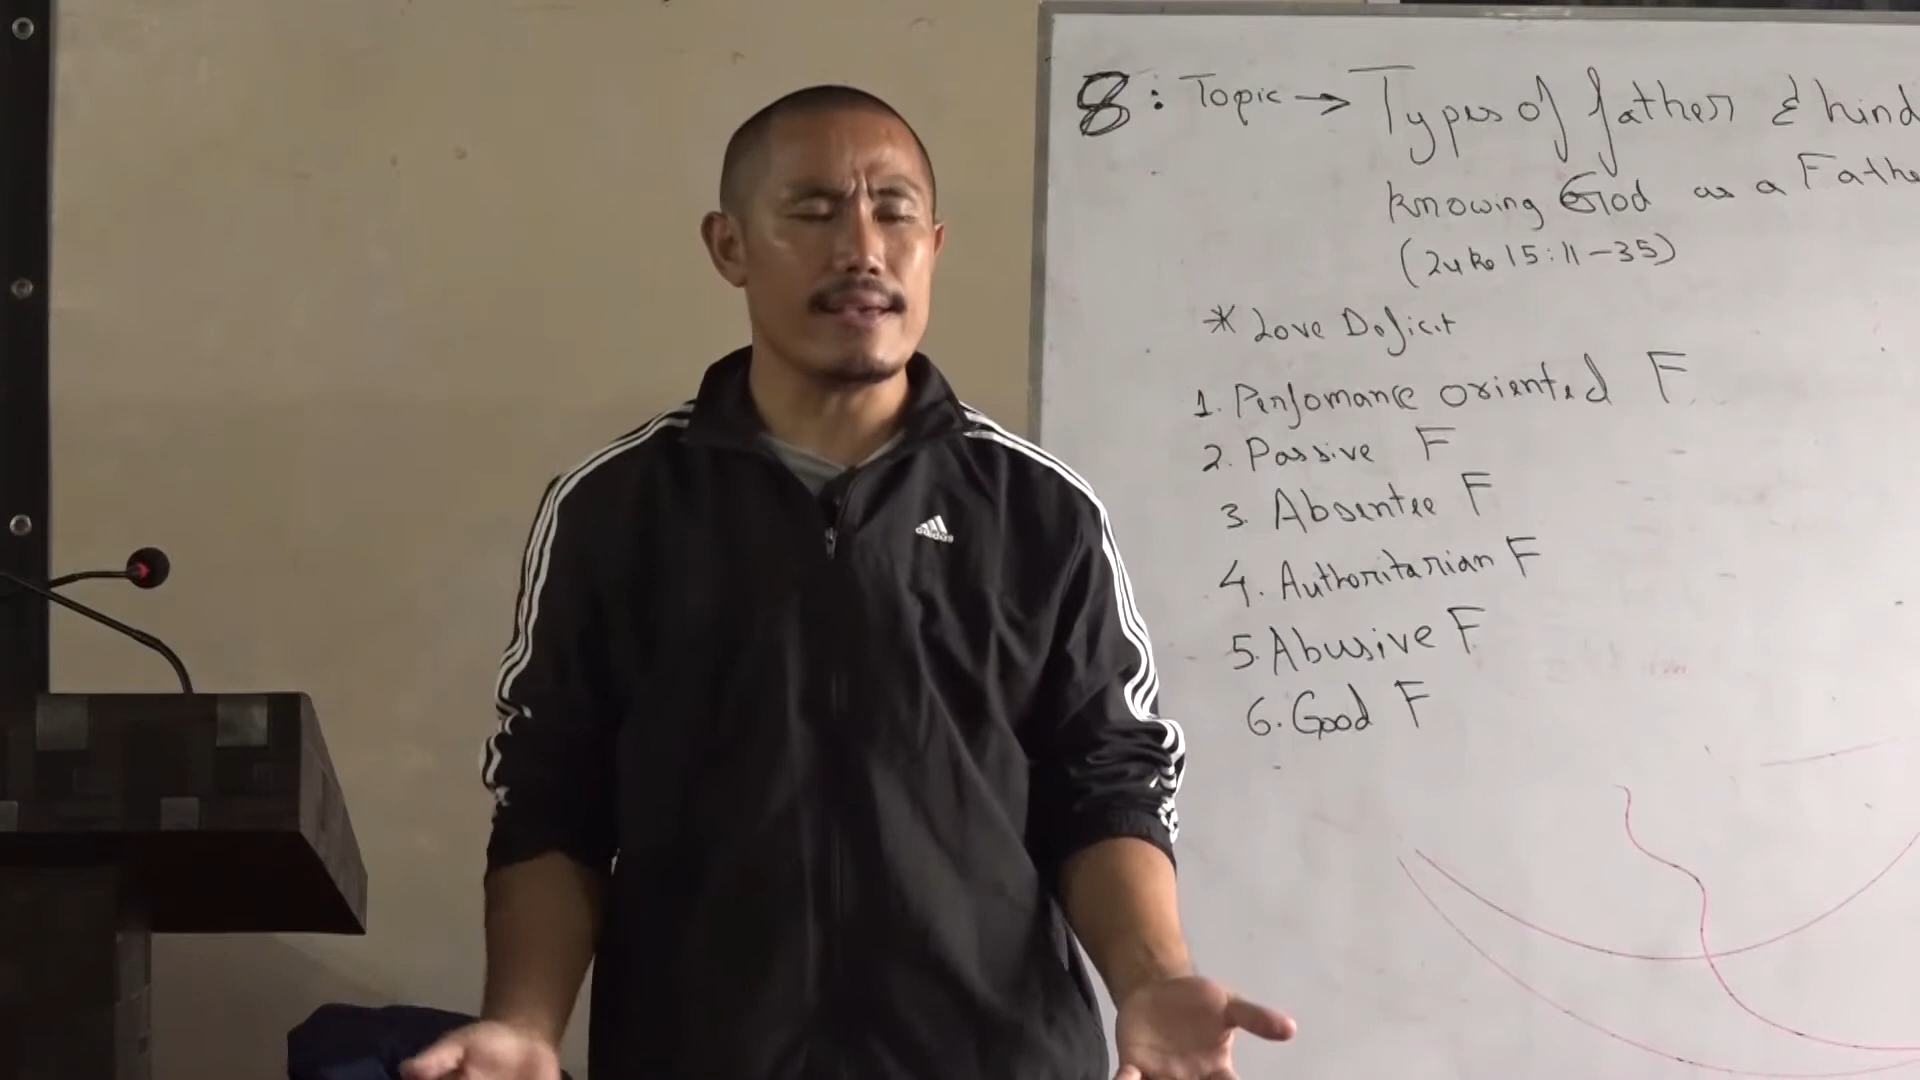 8: Topic → Types of father & hind
knowing God as a Fathe
(Luke 15:11-35)
* Love Deficit
1. Perfomance oriented F
2. Passive F
3. Absentee F
4. Authoritarian F
5. Abusive F
6. Good F
adidas